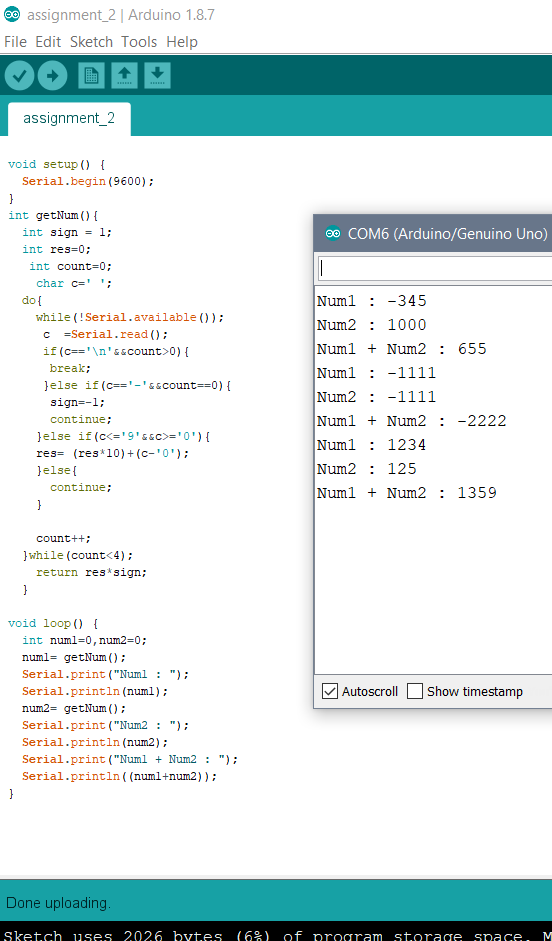 assignment_2 | Arduino 1.8.7
File Edit Sketch Tools Help
assignment_2
void setup() {
  Serial.begin(9600);
}
int getNum(){
  int sign = 1;
  int res=0;
   int count=0;
    char c=' ';
  do{
    while(!Serial.available());
     c  =Serial.read();
     if(c=='\n'&&count>0){
      break;
     }else if(c=='-'&&count==0){
      sign=-1;
      continue;
    }else if(c<='9'&&c>='0'){
    res= (res*10)+(c-'0');
    }else{
      continue;
    }
    count++;
  }while(count<4);
    return res*sign;
  }
void loop() {
  int num1=0,num2=0;
  num1= getNum();
  Serial.print("Num1 : ");
  Serial.println(num1);
  num2= getNum();
  Serial.print("Num2 : ");
  Serial.println(num2);
  Serial.print("Num1 + Num2 : ");
  Serial.println((num1+num2));
}
COM6 (Arduino/Genuino Uno)
Num1 : -345
Num2 : 1000
Num1 + Num2 : 655
Num1 : -1111
Num2 : -1111
Num1 + Num2 : -2222
Num1 : 1234
Num2 : 125
Num1 + Num2 : 1359
Autoscroll Show timestamp
Done uploading.
Sketch uses 2026 bytes (6%) of program storage space. M